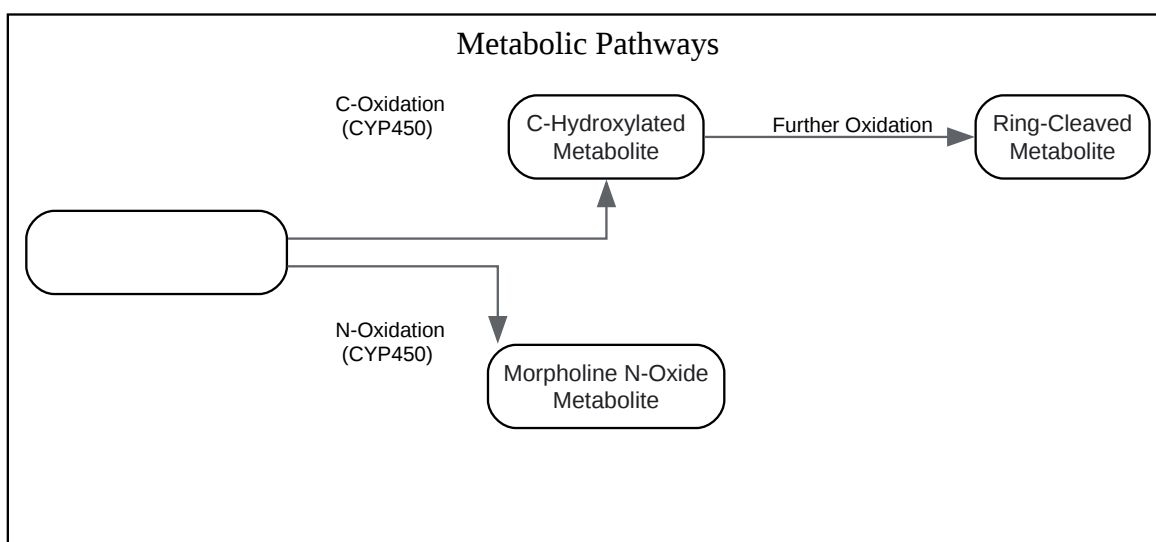 Metabolic Pathways
C-Oxidation
(CYP450)
C-Hydroxylated
Metabolite
Further Oxidation
Ring-Cleaved
Metabolite
N-Oxidation
(CYP450)
Morpholine N-Oxide
Metabolite